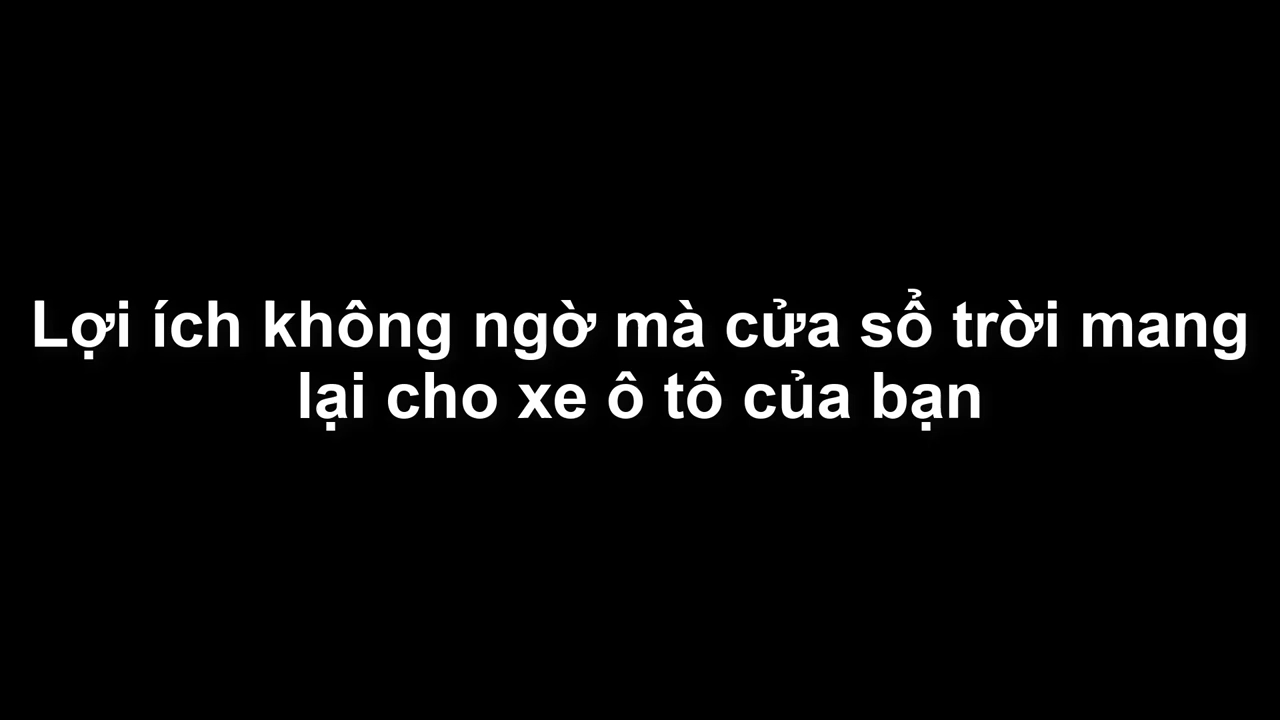 Lợi ích không ngờ mà cửa sổ trời mang
lại cho xe ô tô của bạn